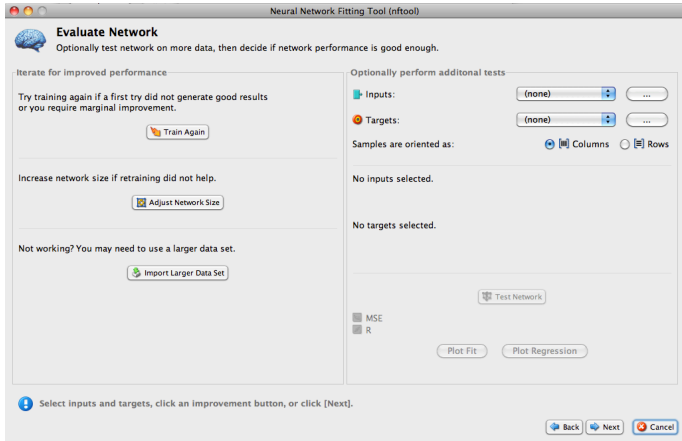 Neural Network Fitting Tool (nftool)
Evaluate Network
Optionally test network on more data, then decide if network performance is good enough.
Iterate for improved performance
Try training again if a first try did not generate good results
or you require marginal improvement.
Train Again
Increase network size if retraining did not help.
Adjust Network Size
Not working? You may need to use a larger data set.
Import Larger Data Set
Optionally perform additonal tests
Inputs: (none) ...
Targets: (none) ...
Samples are oriented as: Columns Rows
No inputs selected.
No targets selected.
Test Network
MSE
R
Plot Fit Plot Regression
Select inputs and targets, click an improvement button, or click [Next].
Back Next Cancel